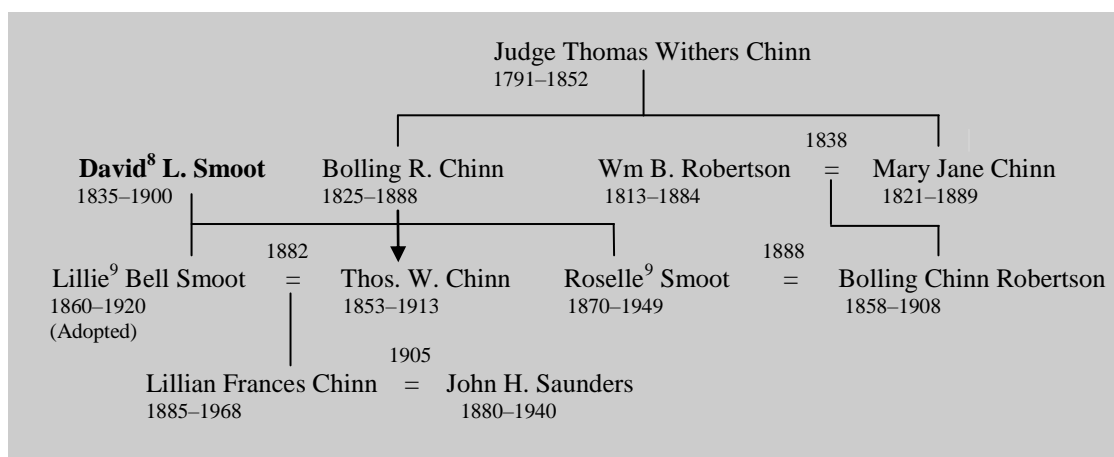 Judge Thomas Withers Chinn
1791–1852
1838
David⁸ L. Smoot Bolling R. Chinn Wm B. Robertson = Mary Jane Chinn
1835–1900 1825–1888 1813–1884 1821–1889
1882 1888
Lillie⁹ Bell Smoot = Thos. W. Chinn Roselle⁹ Smoot = Bolling Chinn Robertson
1860–1920 1853–1913 1870–1949 1858–1908
(Adopted)
1905
Lillian Frances Chinn = John H. Saunders
1885–1968 1880–1940